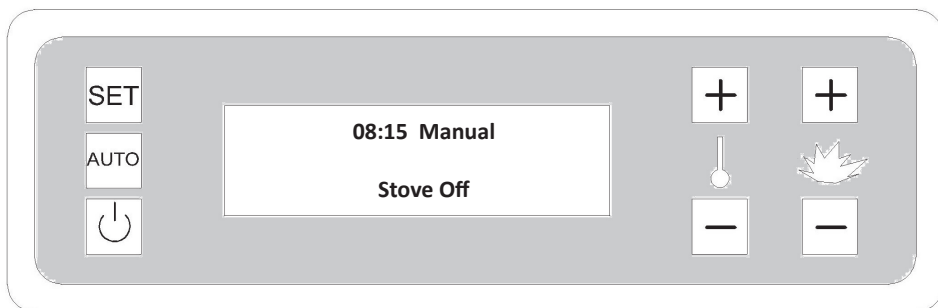 SET
AUTO
08:15 Manual
Stove Off
+
+
−
−